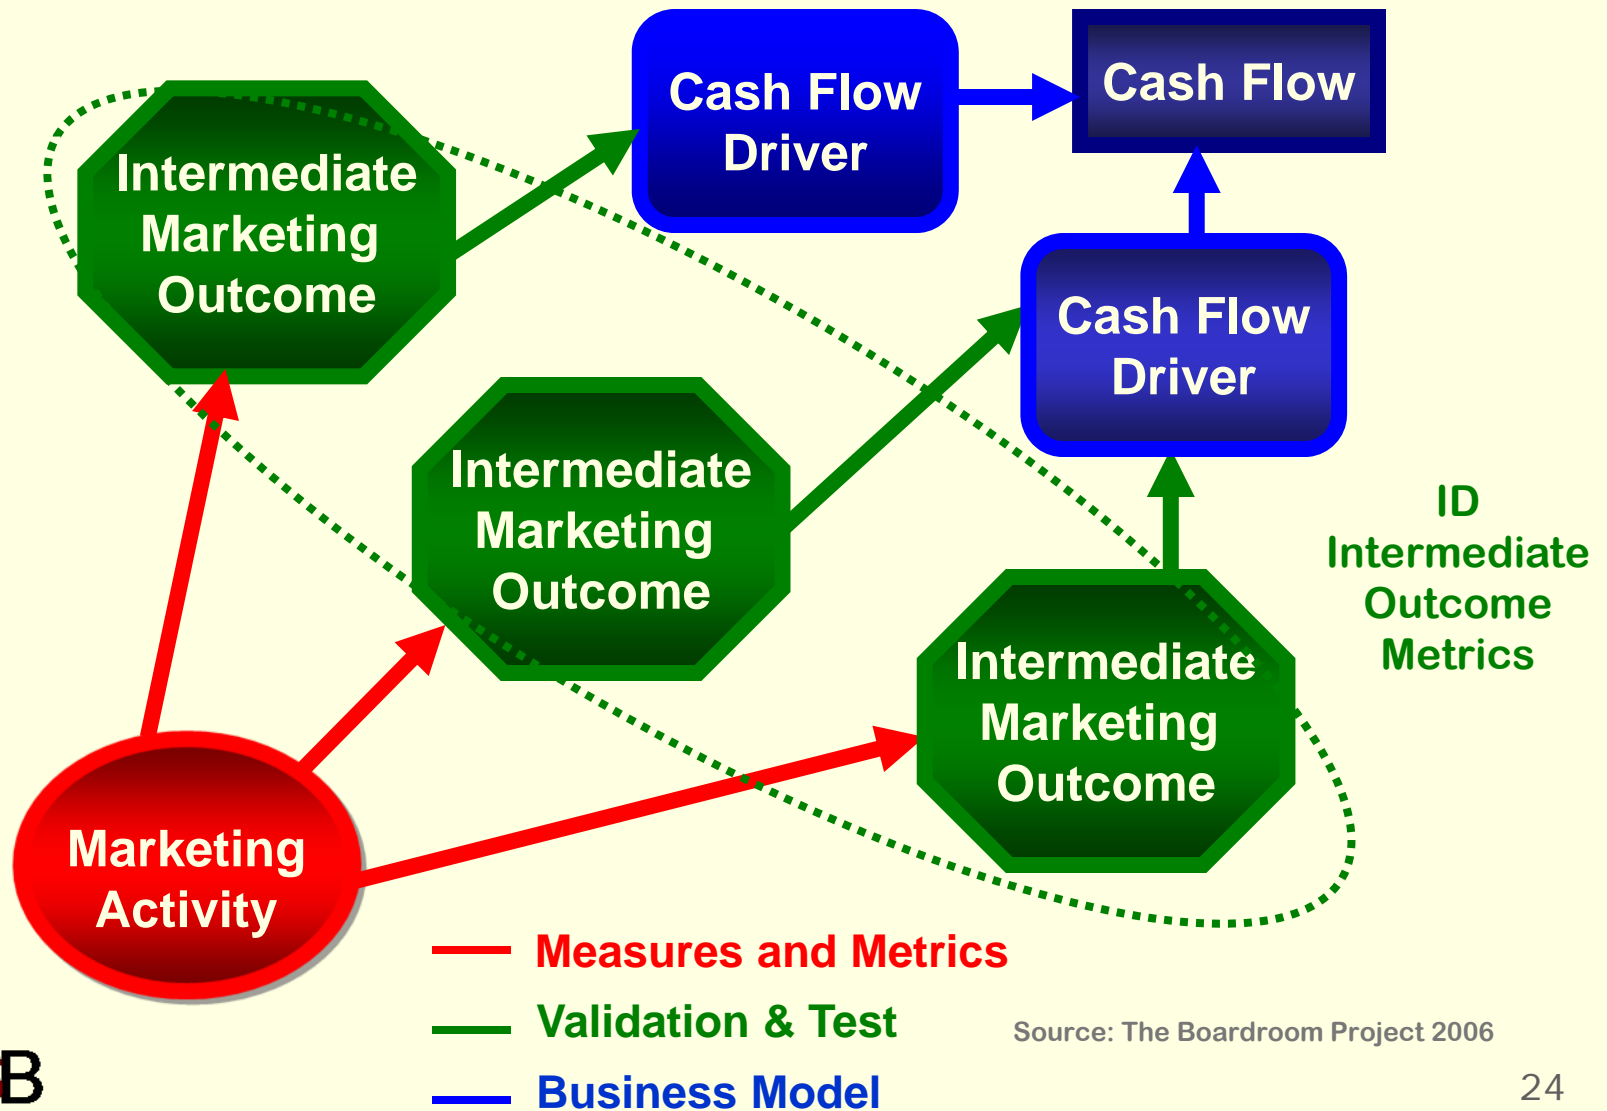 Cash Flow
Driver
Cash Flow
Intermediate
Marketing
Outcome
Cash Flow
Driver
Intermediate
Marketing
Outcome
ID
Intermediate
Outcome
Metrics
Intermediate
Marketing
Outcome
Marketing
Activity
Measures and Metrics
Validation & Test
Source: The Boardroom Project 2006
Business Model
B
24